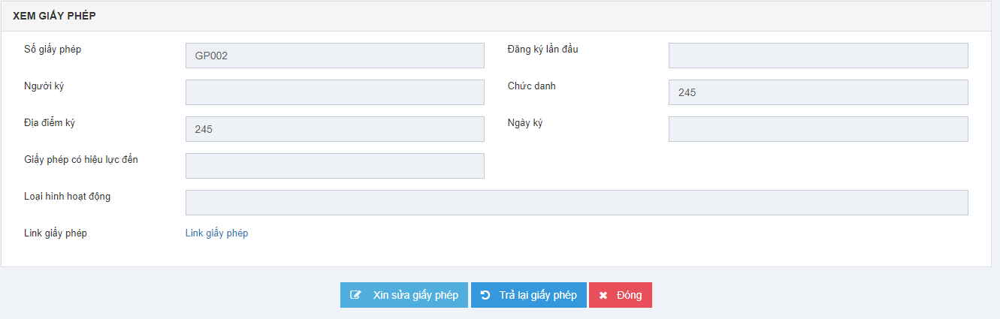 XEM GIẤY PHÉP
Số giấy phép GP002 Đăng ký lần đầu
Người ký Chức danh 245
Địa điểm ký 245 Ngày ký
Giấy phép có hiệu lực đến
Loại hình hoạt động
Link giấy phép Link giấy phép
Xin sửa giấy phép Trả lại giấy phép Đóng